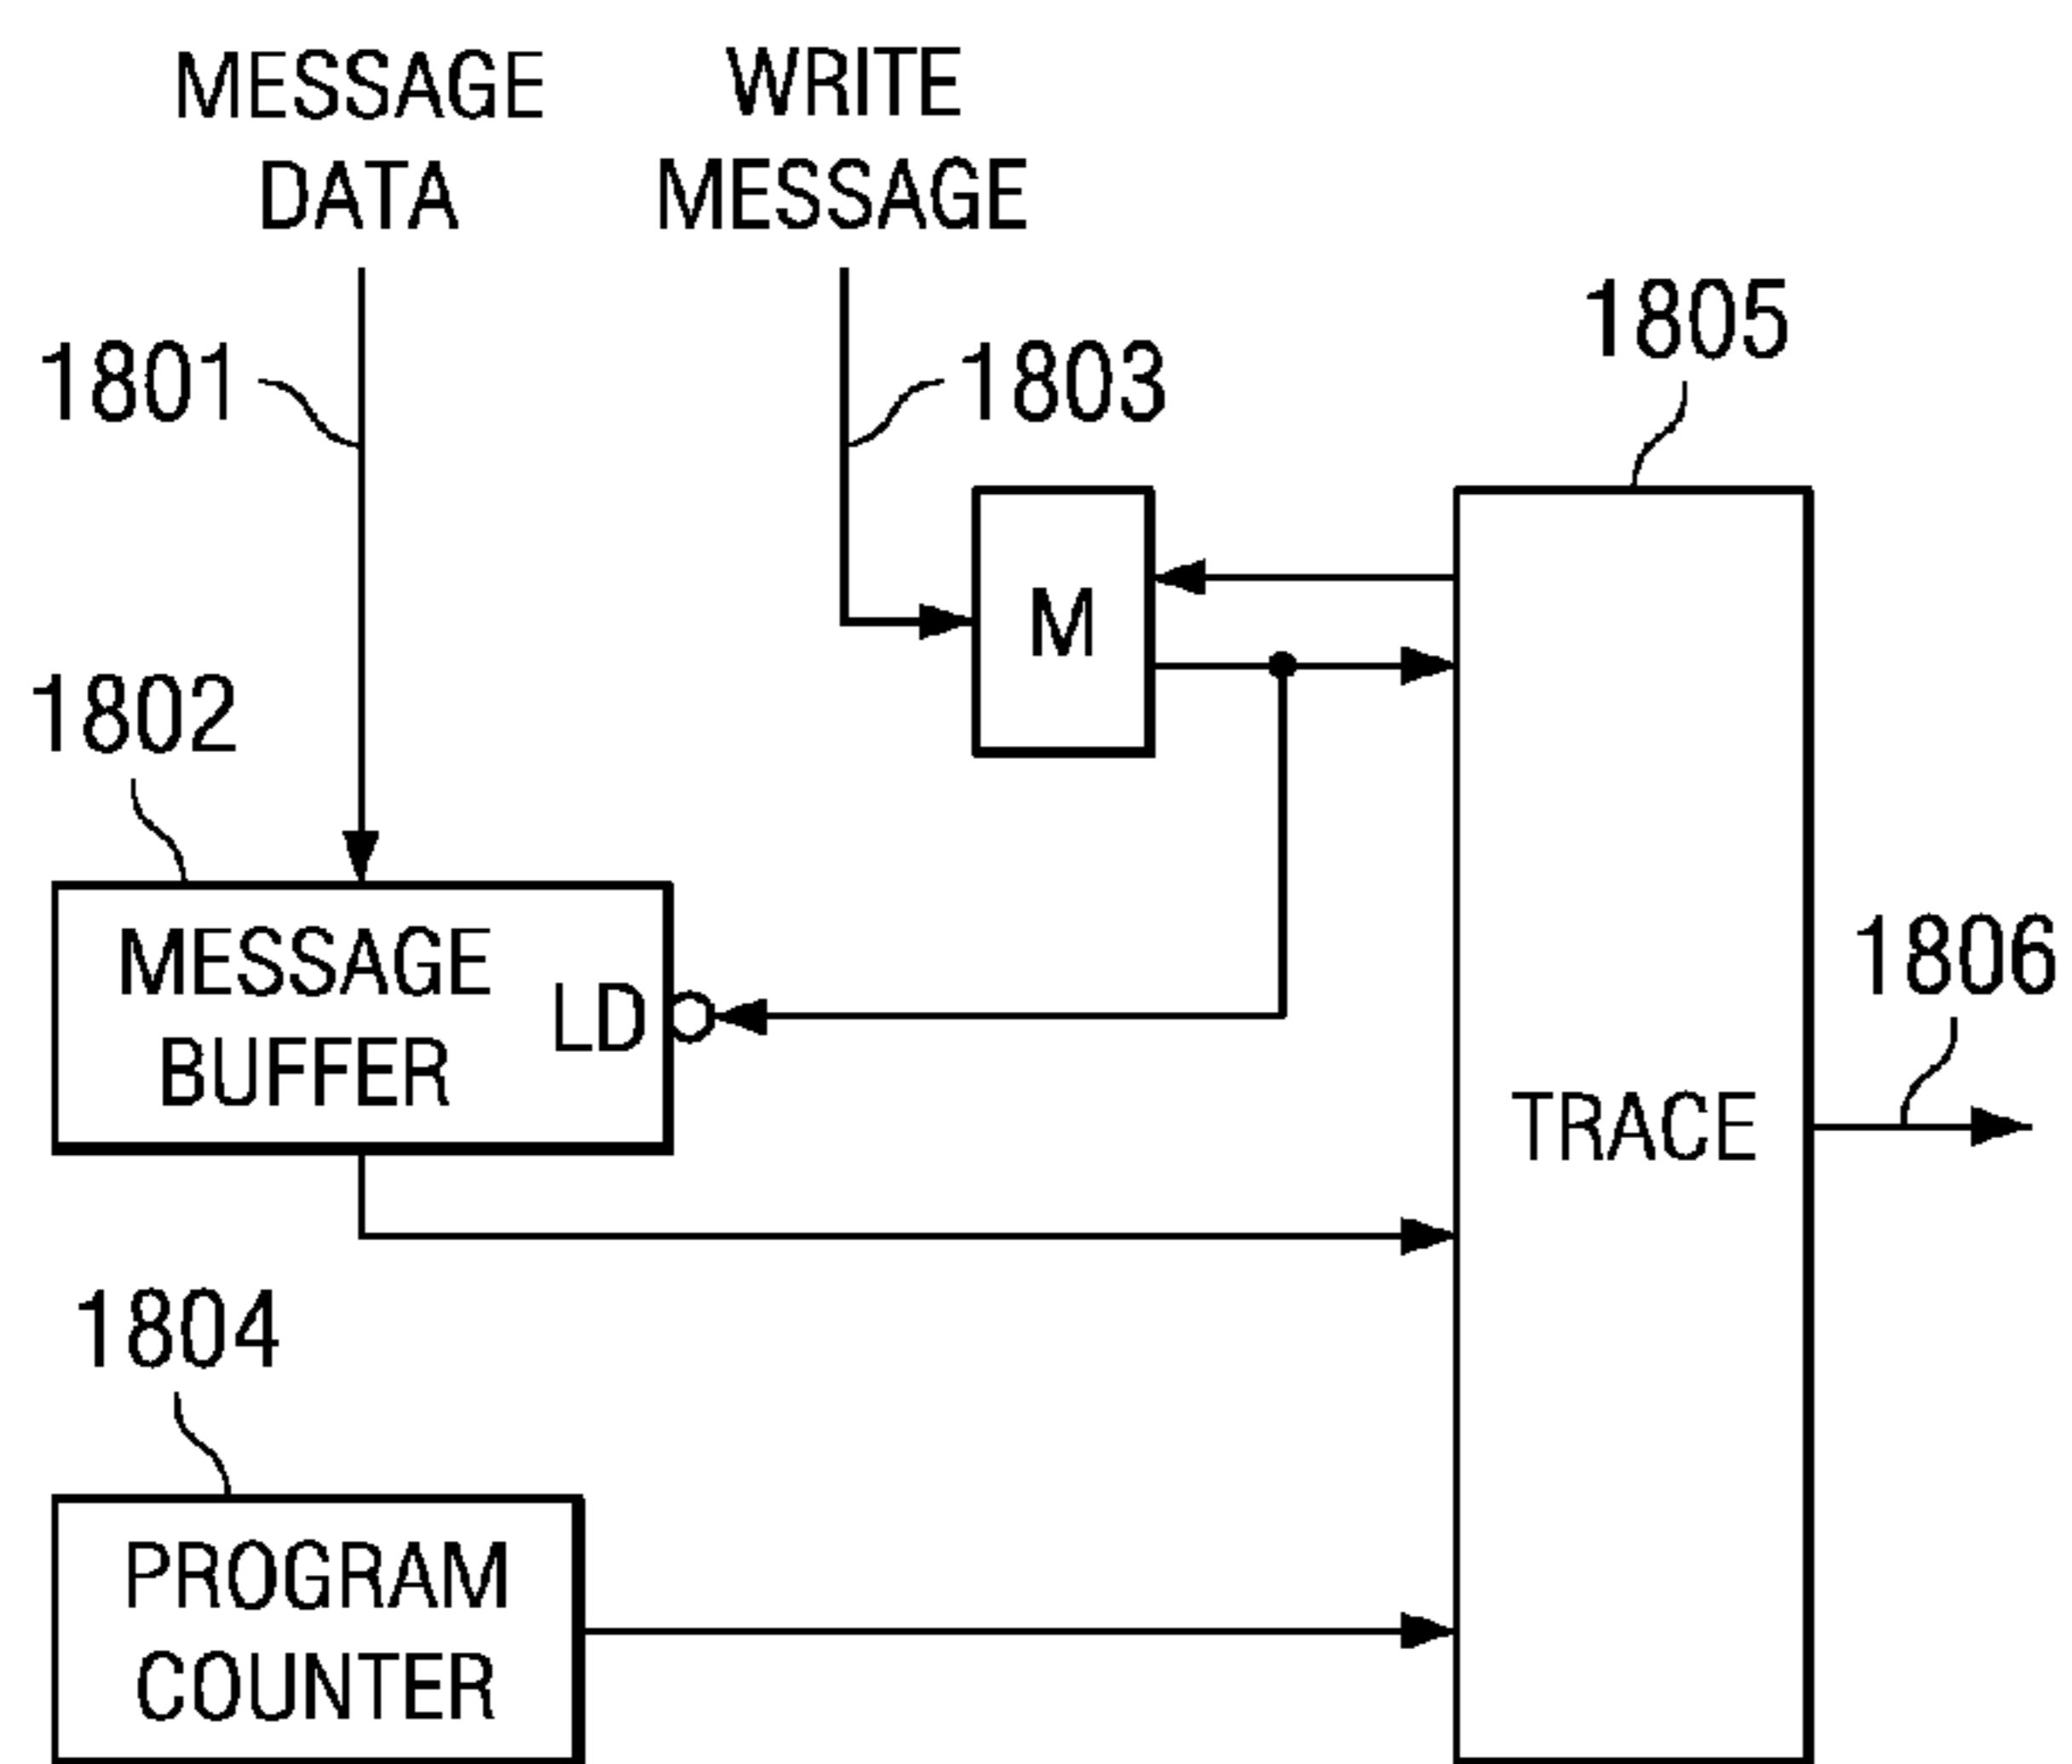 MESSAGE
DATA
WRITE
MESSAGE
1801
1803
1805
M
1802
MESSAGE
BUFFER
LD
1806
TRACE
1804
PROGRAM
COUNTER